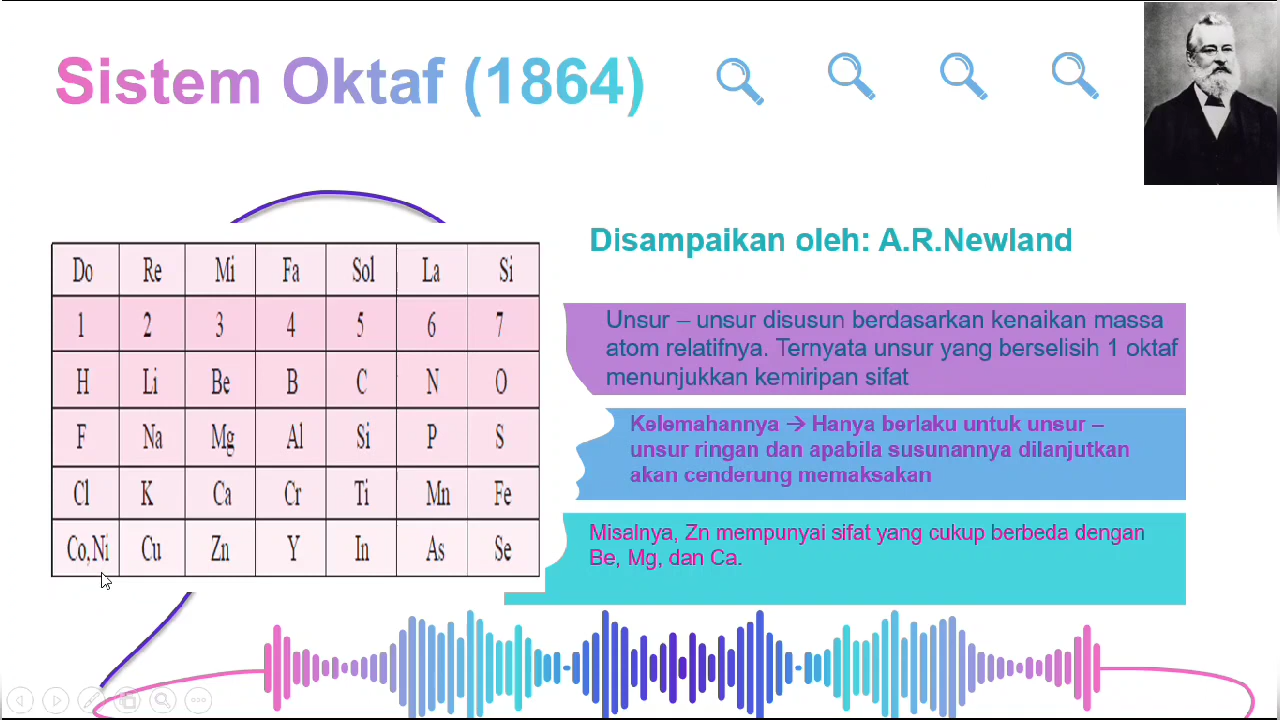 Sistem Oktaf (1864)
Do Re Mi Fa Sol La Si
1 2 3 4 5 6 7
H Li Be B C N O
F Na Mg Al Si P S
Cl K Ca Cr Ti Mn Fe
Co,Ni Cu Zn Y In As Se
Disampaikan oleh: A.R.Newland
Unsur – unsur disusun berdasarkan kenaikan massa
atom relatifnya. Ternyata unsur yang berselisih 1 oktaf
menunjukkan kemiripan sifat
Kelemahannya → Hanya berlaku untuk unsur –
unsur ringan dan apabila susunannya dilanjutkan
akan cenderung memaksakan
Misalnya, Zn mempunyai sifat yang cukup berbeda dengan
Be, Mg, dan Ca.